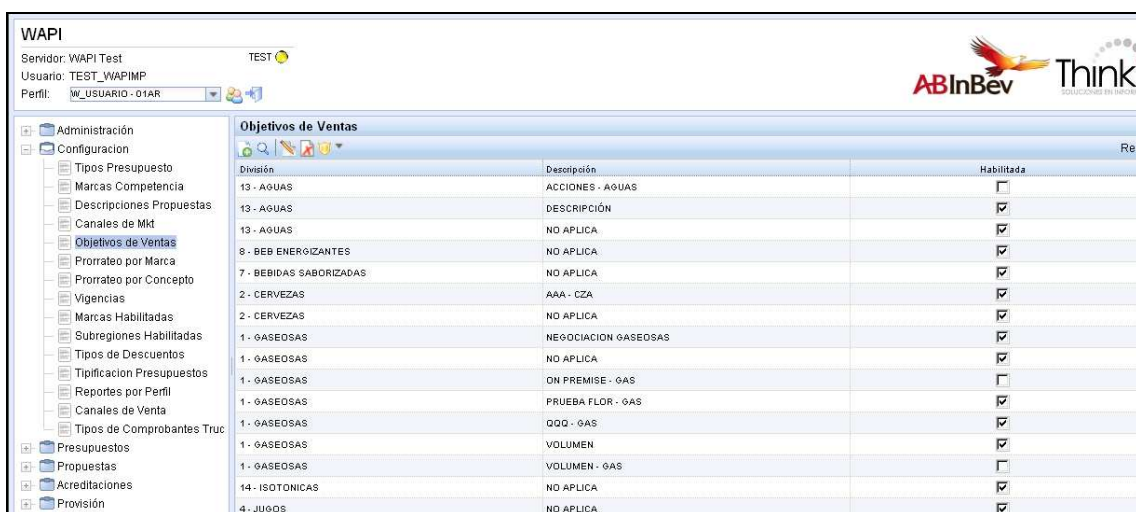 WAPI
Servidor: WAPI Test TEST
Usuario: TEST_WAPIMP
Perfil: W_USUARIO - 01AR
ABInBev
Think
SOLUCIONES EN INFOR
Administración
Configuracion
Tipos Presupuesto
Marcas Competencia
Descripciones Propuestas
Canales de Mkt
Objetivos de Ventas
Prorrateo por Marca
Prorrateo por Concepto
Vigencias
Marcas Habilitadas
Subregiones Habilitadas
Tipos de Descuentos
Tipificacion Presupuestos
Reportes por Perfil
Canales de Venta
Tipos de Comprobantes Truc
Presupuestos
Propuestas
Acreditaciones
Provisión
Objetivos de Ventas
Re
División Descripción Habilitada
13 - AGUAS ACCIONES - AGUAS
13 - AGUAS DESCRIPCIÓN
13 - AGUAS NO APLICA
8 - BEB ENERGIZANTES NO APLICA
7 - BEBIDAS SABORIZADAS NO APLICA
2 - CERVEZAS AAA - CZA
2 - CERVEZAS NO APLICA
1 - GASEOSAS NEGOCIACION GASEOSAS
1 - GASEOSAS NO APLICA
1 - GASEOSAS ON PREMISE - GAS
1 - GASEOSAS PRUEBA FLOR - GAS
1 - GASEOSAS QQQ - GAS
1 - GASEOSAS VOLUMEN
1 - GASEOSAS VOLUMEN - GAS
14 - ISOTONICAS NO APLICA
4 - JUGOS NO APLICA